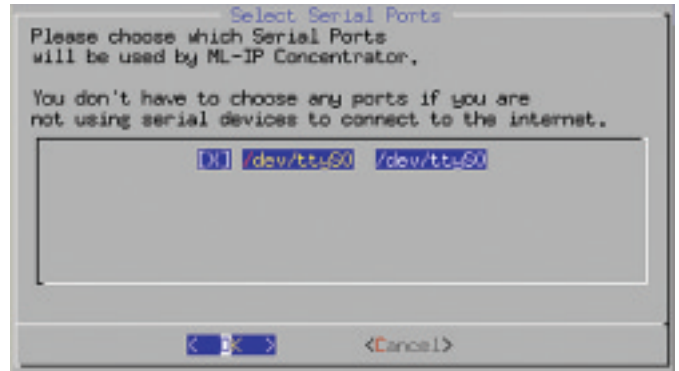 Select Serial Ports
Please choose which Serial Ports
will be used by ML-IP Concentrator.
You don't have to choose any ports if you are
not using serial devices to connect to the internet.
[X] /dev/ttyS0 /dev/ttyS0
< OK > <Cancel>